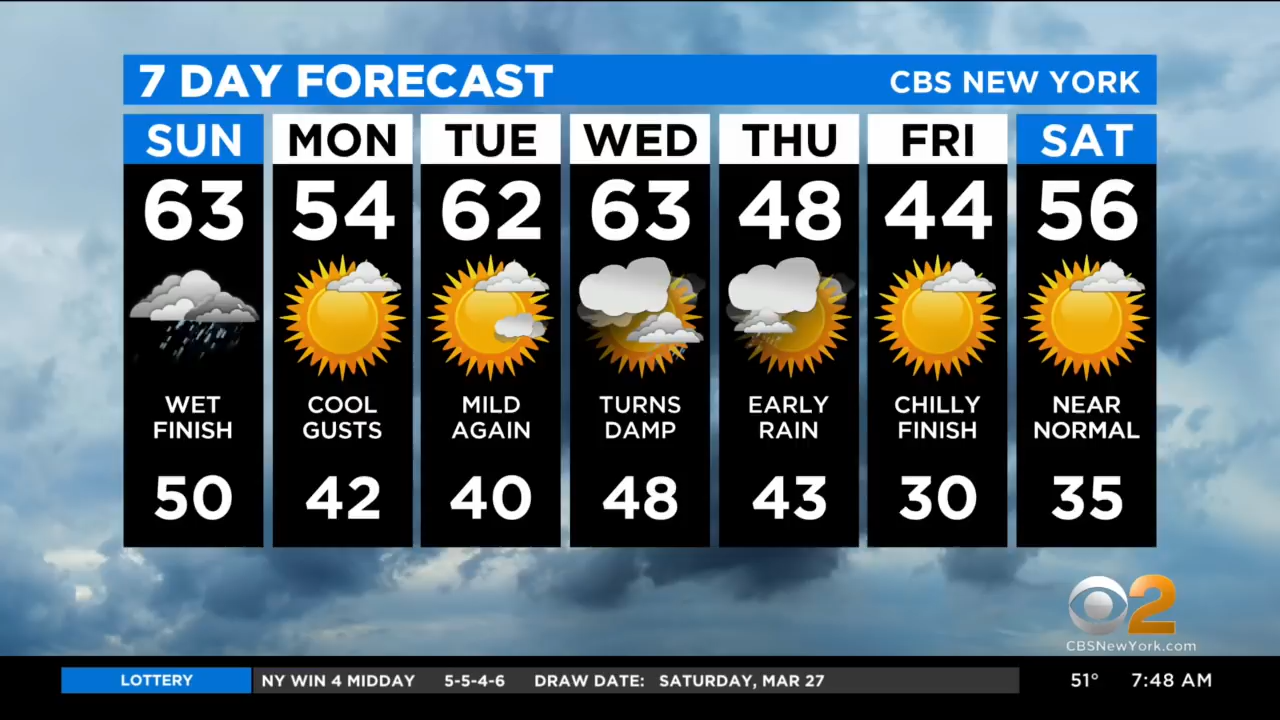 7 DAY FORECAST CBS NEW YORK
SUN MON TUE WED THU FRI SAT
63 54 62 63 48 44 56
WET FINISH
COOL GUSTS
MILD AGAIN
TURNS DAMP
EARLY RAIN
CHILLY FINISH
NEAR NORMAL
50 42 40 48 43 30 35
2
CBSNewYork.com
LOTTERY NY WIN 4 MIDDAY 5-5-4-6 DRAW DATE: SATURDAY, MAR 27 51° 7:48 AM